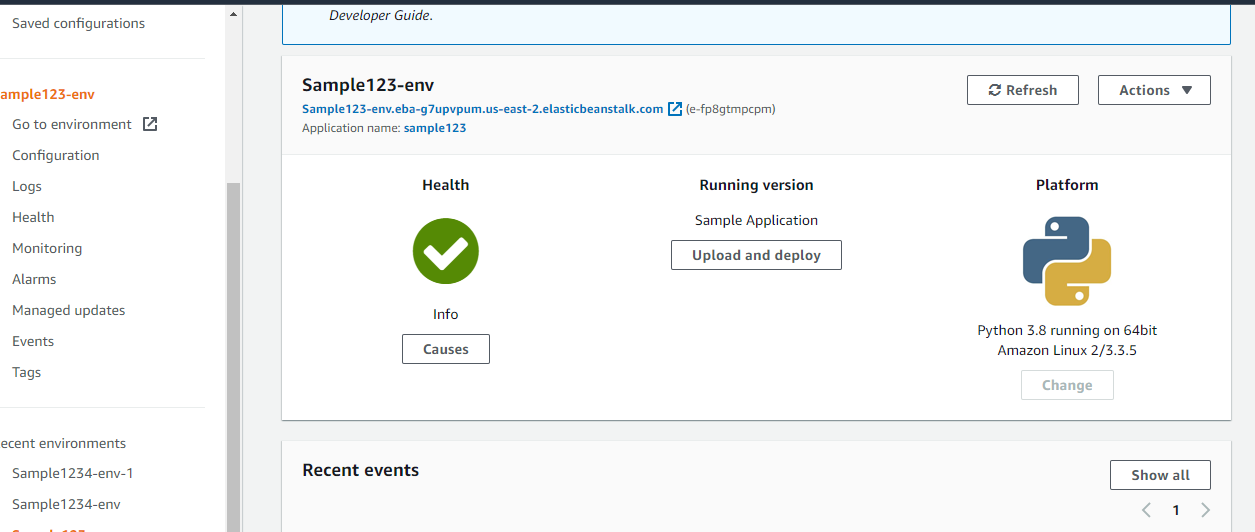 Saved configurations
ample123-env
Go to environment
Configuration
Logs
Health
Monitoring
Alarms
Managed updates
Events
Tags
ecent environments
Sample1234-env-1
Sample1234-env
Developer Guide.
Sample123-env
Refresh
Actions
Sample123-env.eba-g7upvpum.us-east-2.elasticbeanstalk.com (e-fp8gtmpcpm)
Application name: sample123
Health
Info
Causes
Running version
Sample Application
Upload and deploy
Platform
Python 3.8 running on 64bit
Amazon Linux 2/3.3.5
Change
Recent events
Show all
1